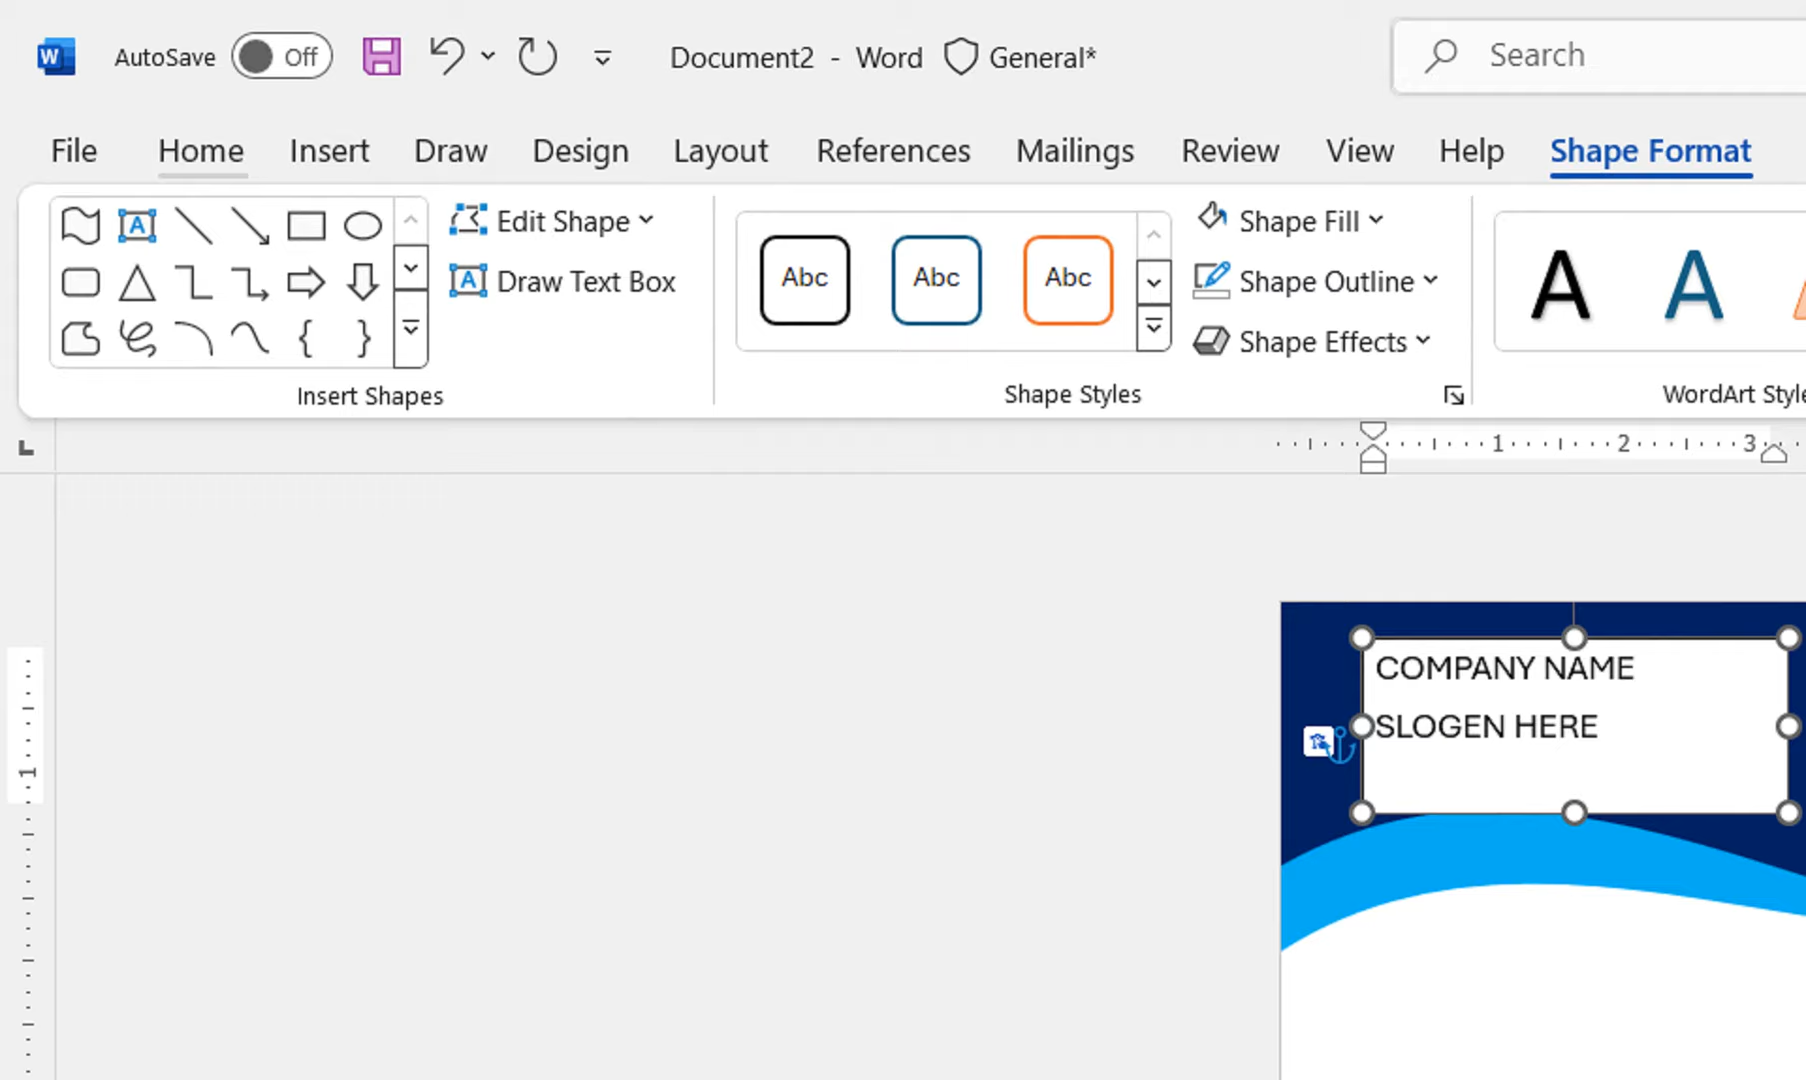 W AutoSave Off Document2 - Word General* Search
File Home Insert Draw Design Layout References Mailings Review View Help Shape Format
A Edit Shape Abc Abc Abc Shape Fill A A
A Draw Text Box Shape Outline
Shape Effects
Insert Shapes Shape Styles WordArt Style
1 2 3
COMPANY NAME
SLOGEN HERE
1